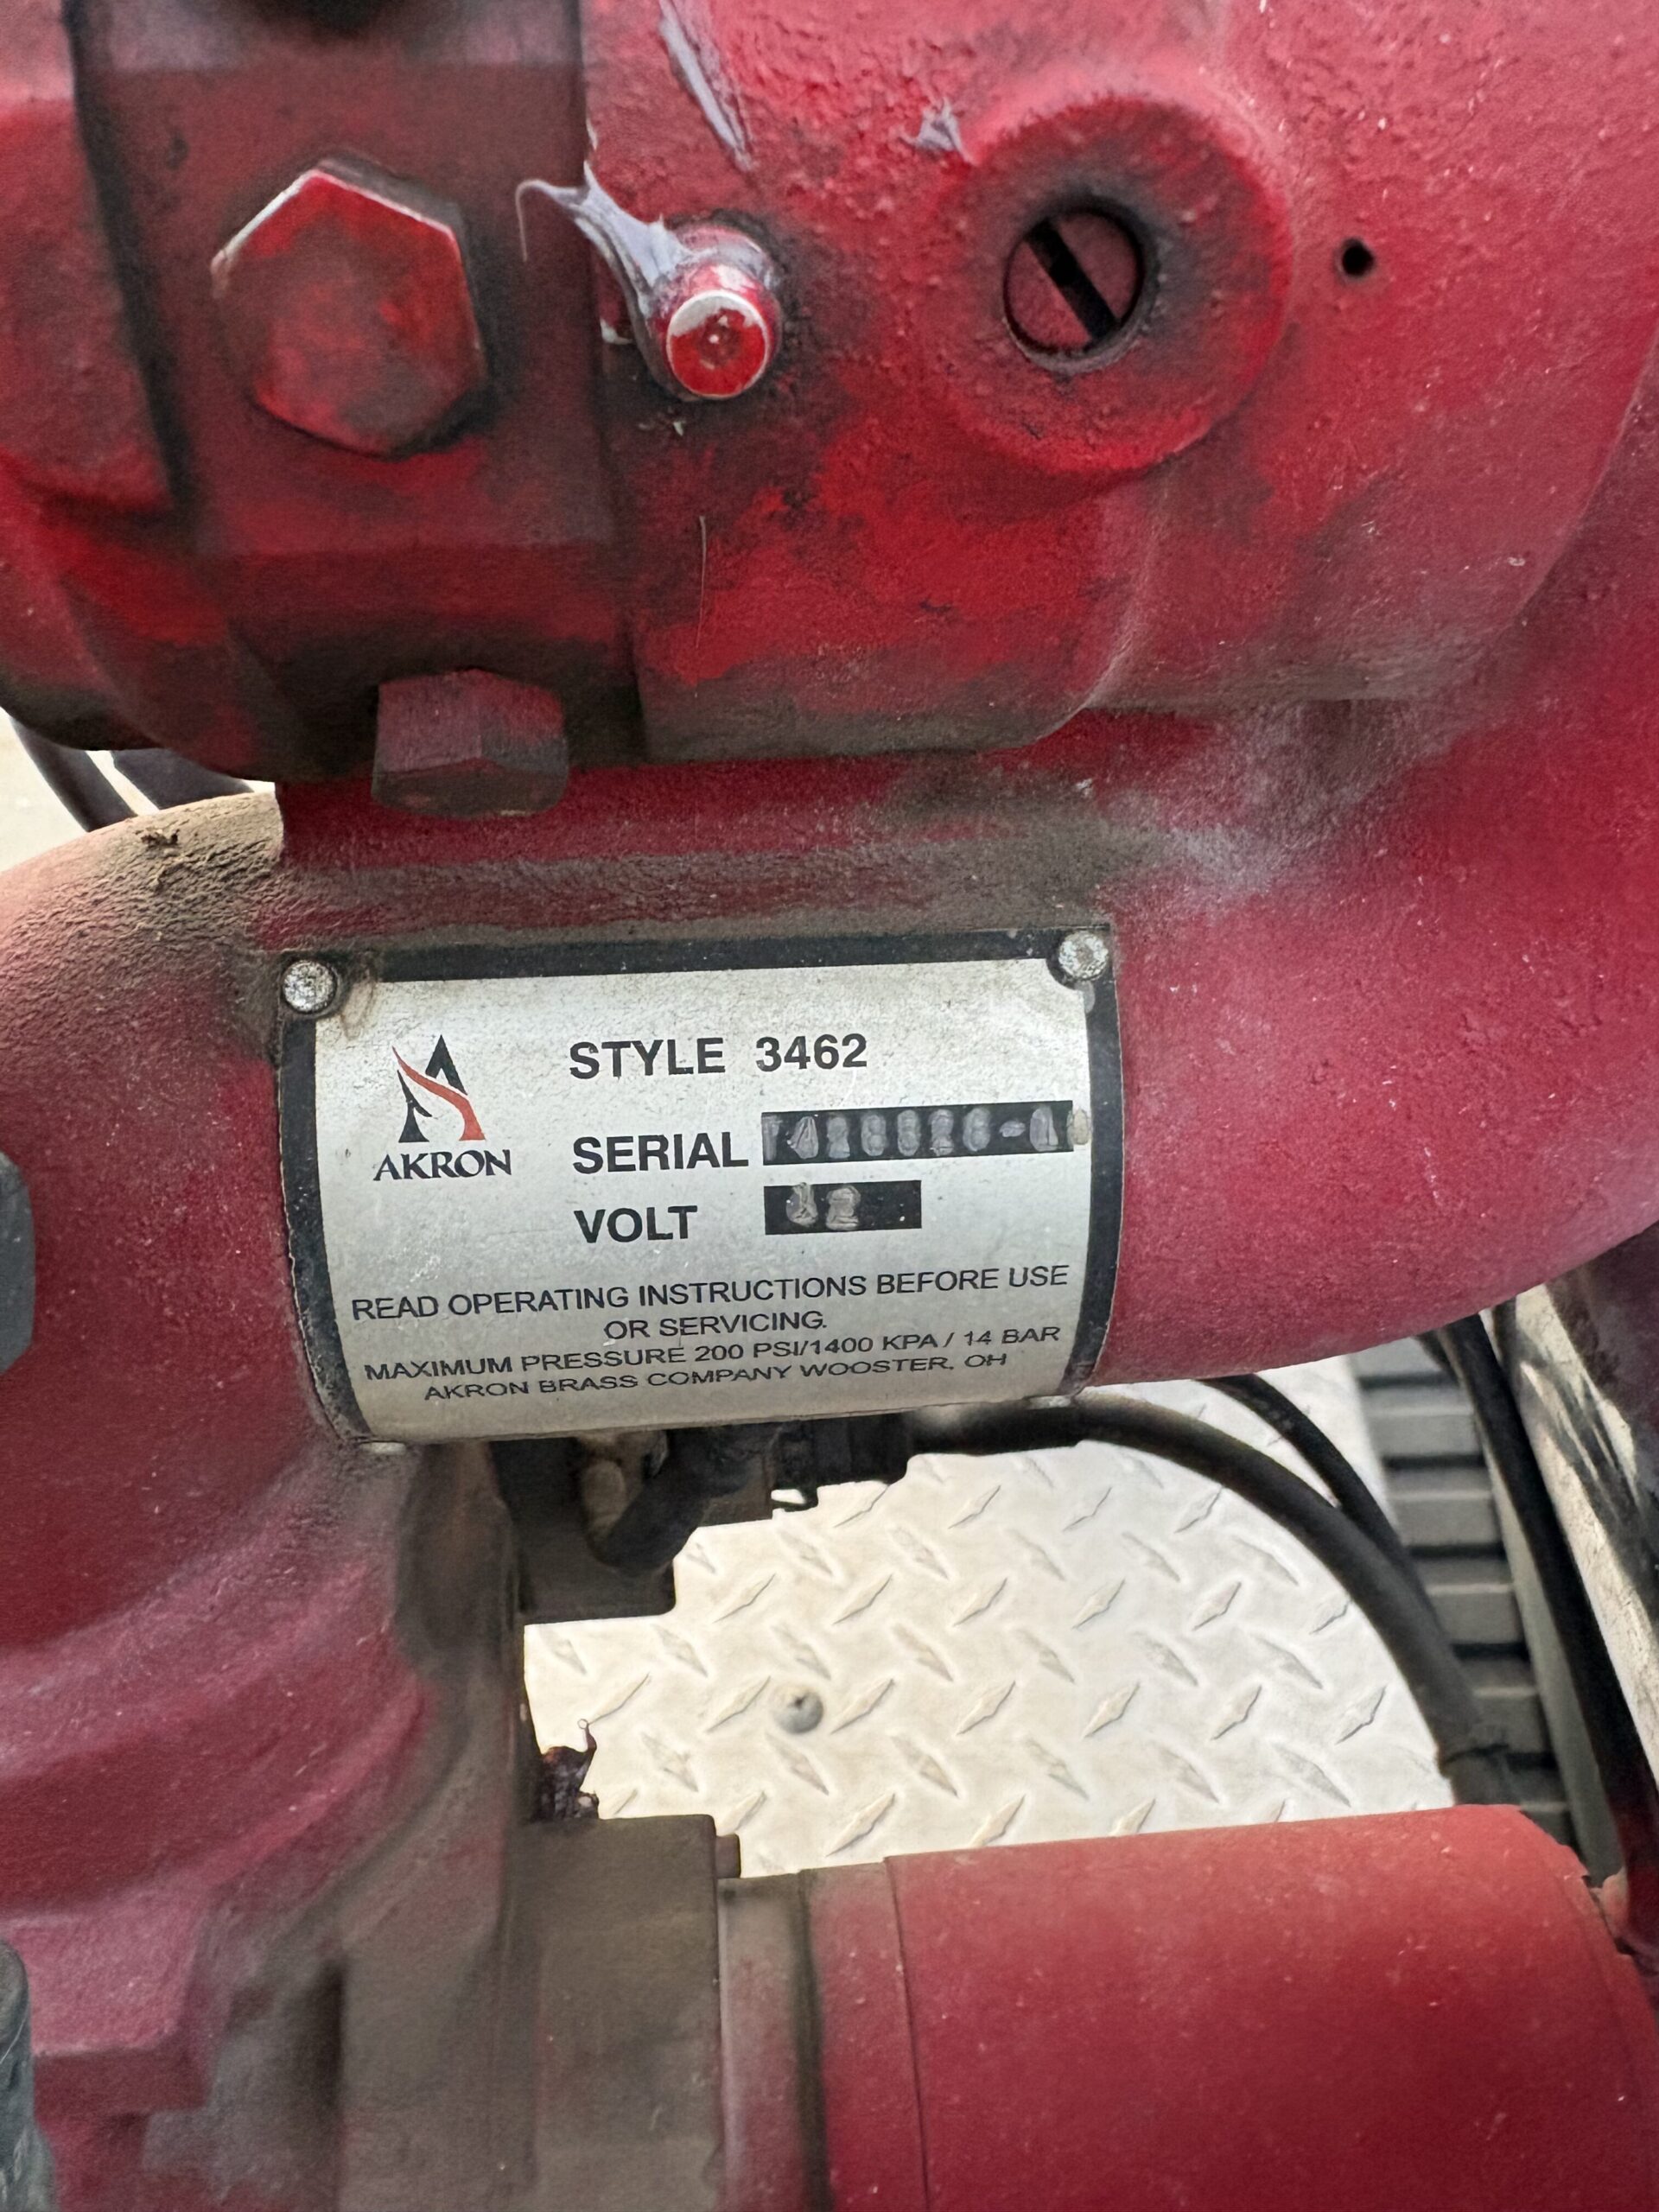 AKRON
STYLE 3462
SERIAL
VOLT 12
READ OPERATING INSTRUCTIONS BEFORE USE
OR SERVICING.
MAXIMUM PRESSURE 200 PSI/1400 KPA / 14 BAR
AKRON BRASS COMPANY WOOSTER, OH